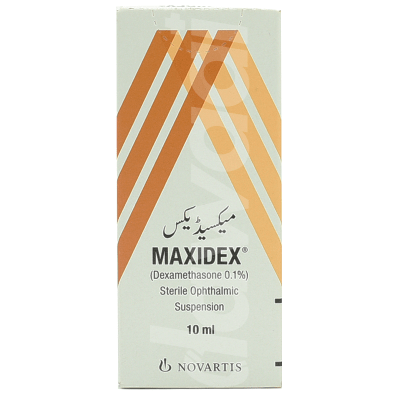 میکسیڈیکس
MAXIDEX®
(Dexamethasone 0.1%)
Sterile Ophthalmic
Suspension
10 ml
NOVARTIS